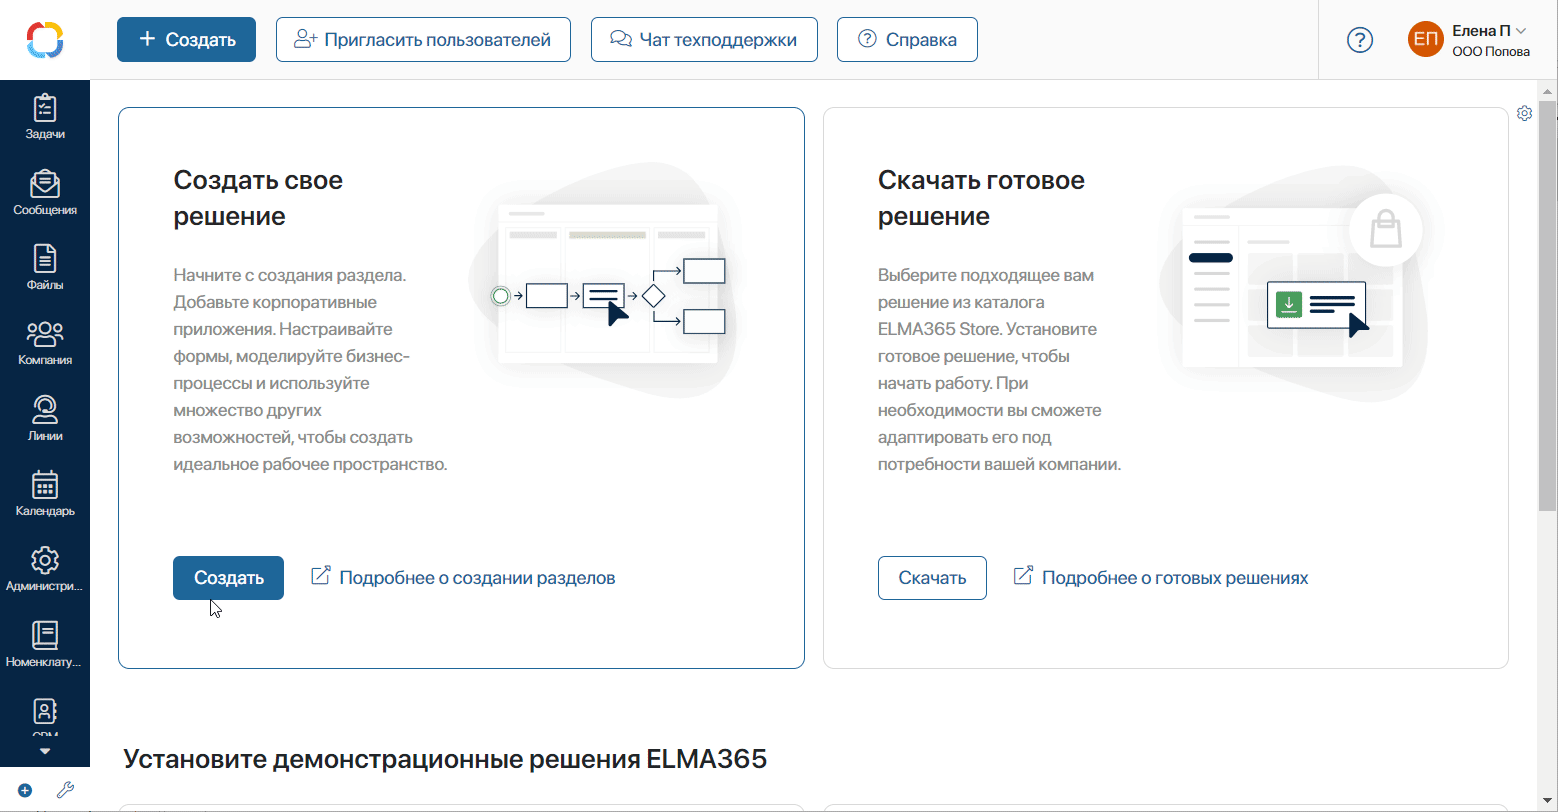 Создать
Пригласить пользователей
Чат техподдержки
Справка
Елена П
ООО Попова
ЕП
Задачи
Сообщения
Файлы
Компания
Линии
Календарь
Администри...
Номенклату...
CRM
Создать свое
решение
Начните с создания раздела.
Добавьте корпоративные
приложения. Настраивайте
формы, моделируйте бизнес-
процессы и используйте
множество других
возможностей, чтобы создать
идеальное рабочее пространство.
Создать
Подробнее о создании разделов
Скачать готовое
решение
Выберите подходящее вам
решение из каталога
ELMA365 Store. Установите
готовое решение, чтобы
начать работу. При
необходимости вы сможете
адаптировать его под
потребности вашей компании.
Скачать
Подробнее о готовых решениях
Установите демонстрационные решения ELMA365